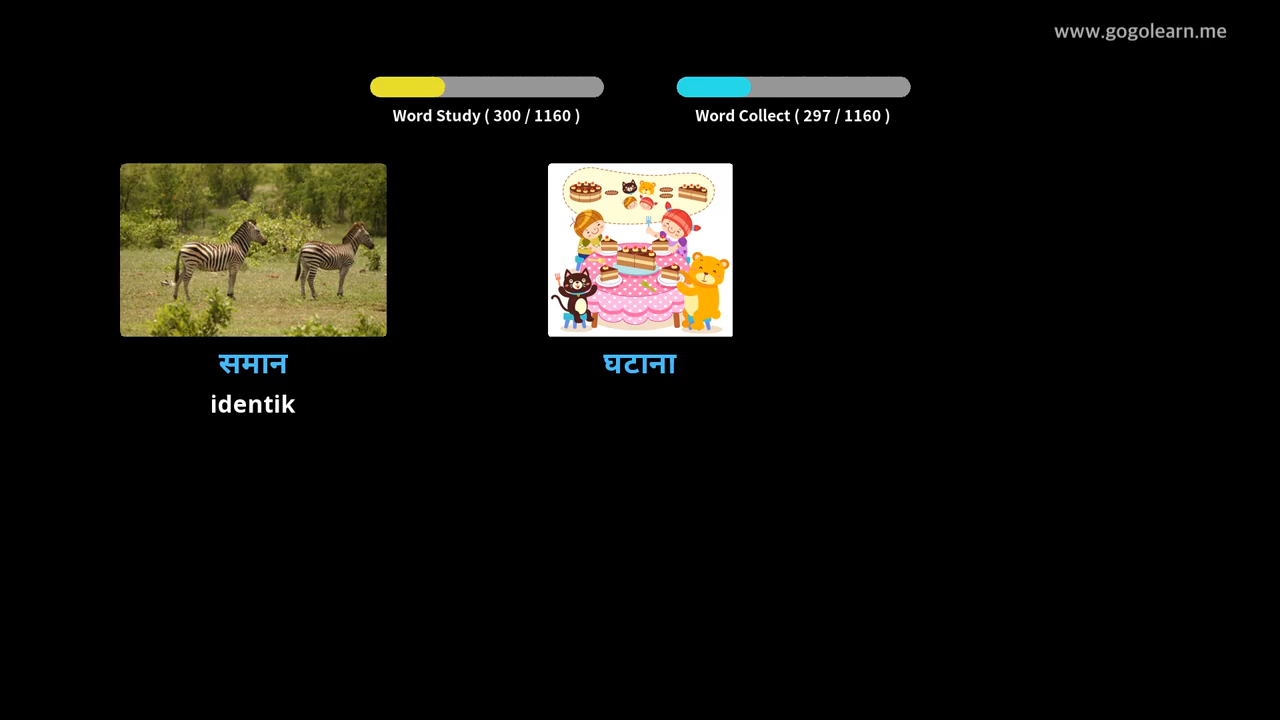 www.gogolearn.me
Word Study ( 300 / 1160 )
Word Collect ( 297 / 1160 )
समान
identik
घटाना